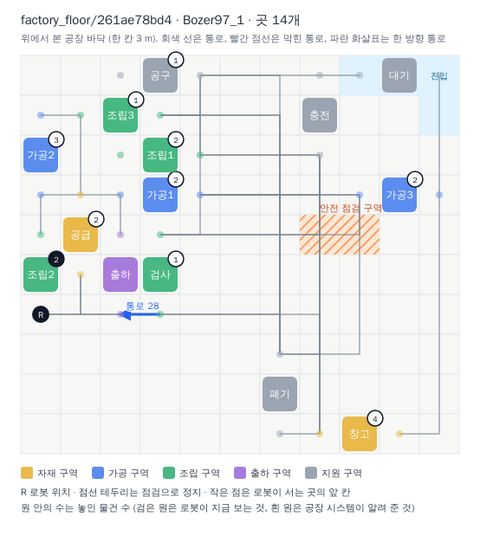 factory_floor/261ae78bd4 · Bozer97_1 · 곳 14개
위에서 본 공장 바닥 (한 칸 3 m). 회색 선은 통로, 빨간 점선은 막힌 통로, 파란 화살표는 한 방향 통로
공구 1
대기
진입
조립3 1
충전
가공2 3
조립1 2
가공1 2
가공3 2
안전 점검 구역
공급 2
조립2 2
출하
검사 1
통로 28
R
폐기
창고 4
자재 구역 가공 구역 조립 구역 출하 구역 지원 구역
R 로봇 위치 · 점선 테두리는 점검으로 정지 · 작은 점은 로봇이 서는 곳의 앞 칸
원 안의 수는 놓인 물건 수 (검은 원은 로봇이 지금 보는 것, 흰 원은 공장 시스템이 알려 준 것)